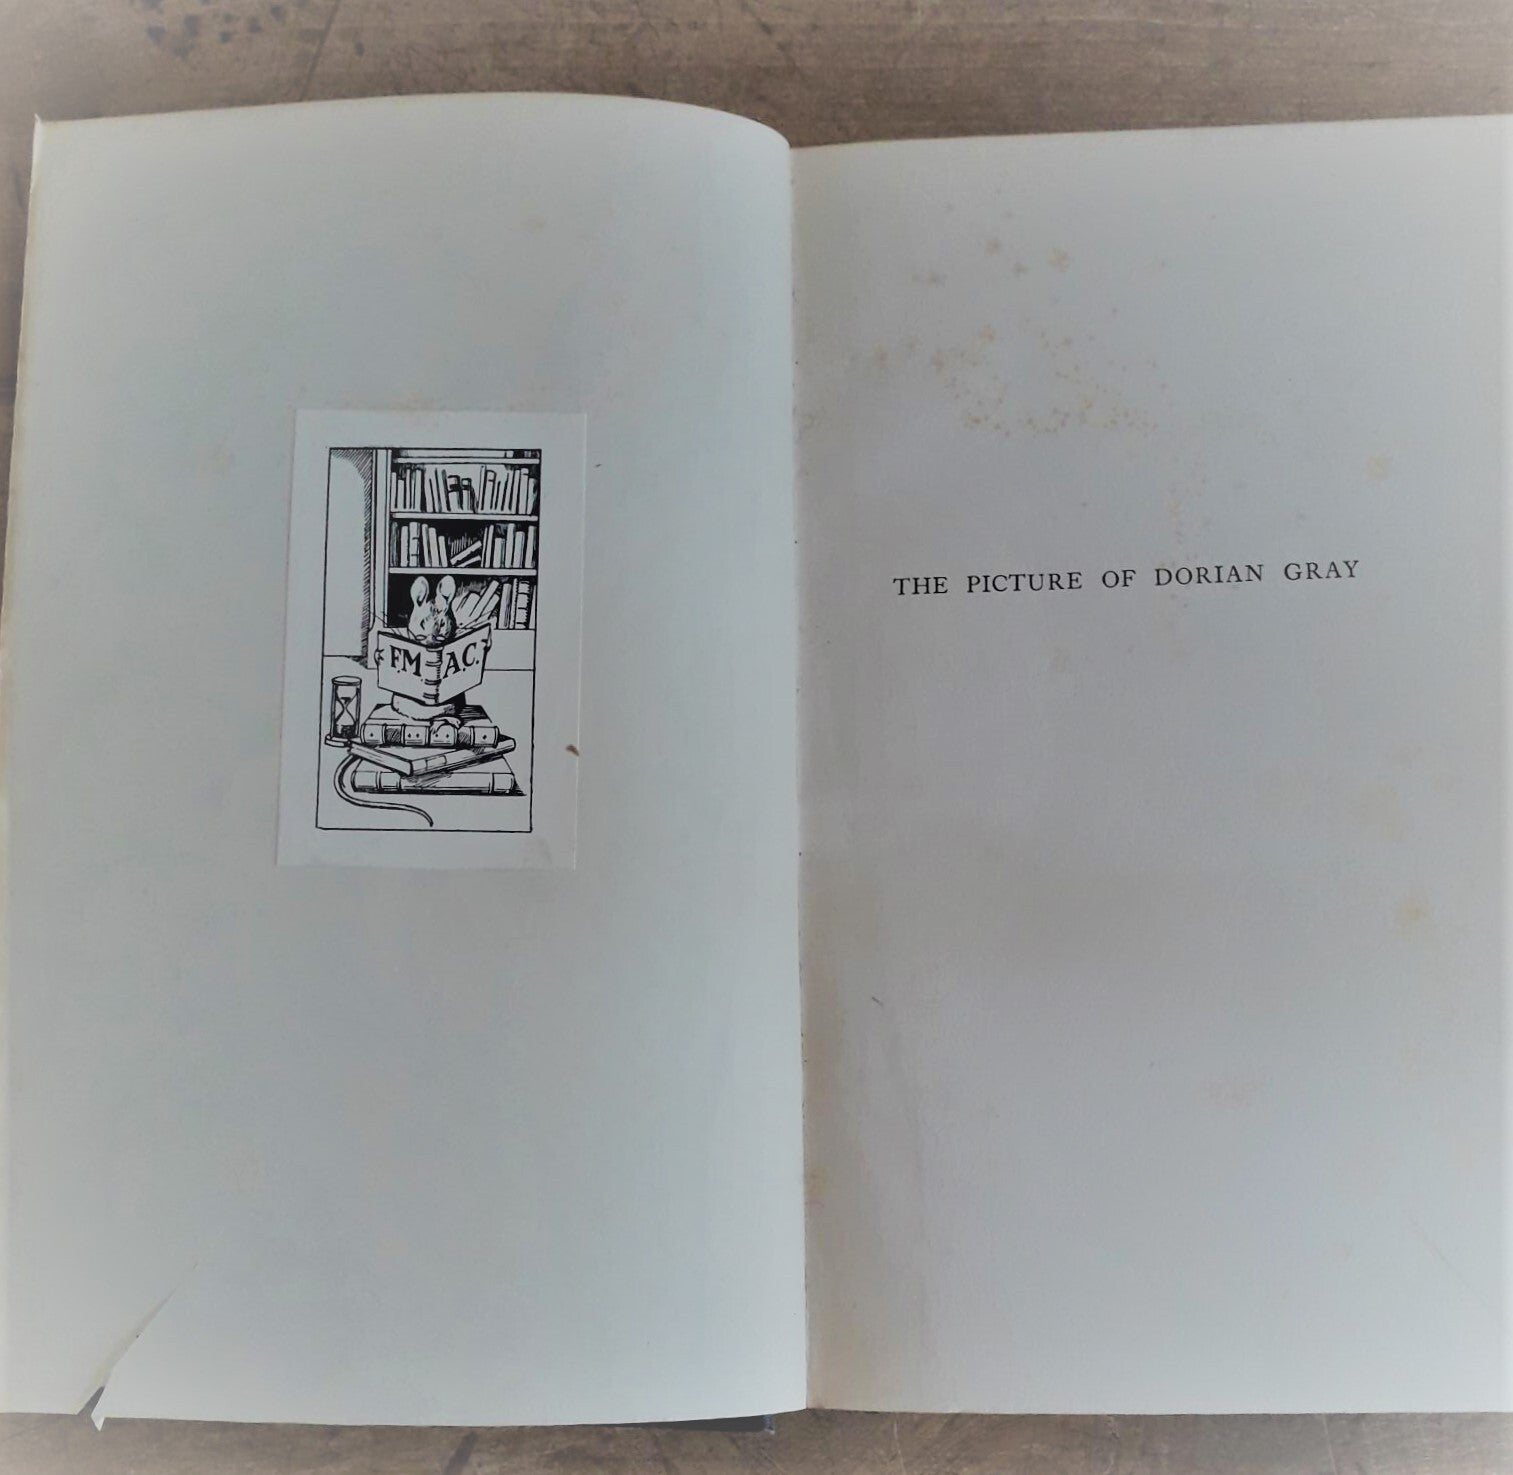 F.M. A.C.
THE PICTURE OF DORIAN GRAY